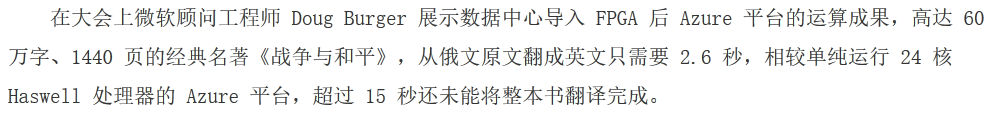 在大会上微软顾问工程师 Doug Burger 展示数据中心导入 FPGA 后 Azure 平台的运算成果，高达 60
万字、1440 页的经典名著《战争与和平》，从俄文原文翻成英文只需要 2.6 秒，相较单纯运行 24 核
Haswell 处理器的 Azure 平台，超过 15 秒还未能将整本书翻译完成。